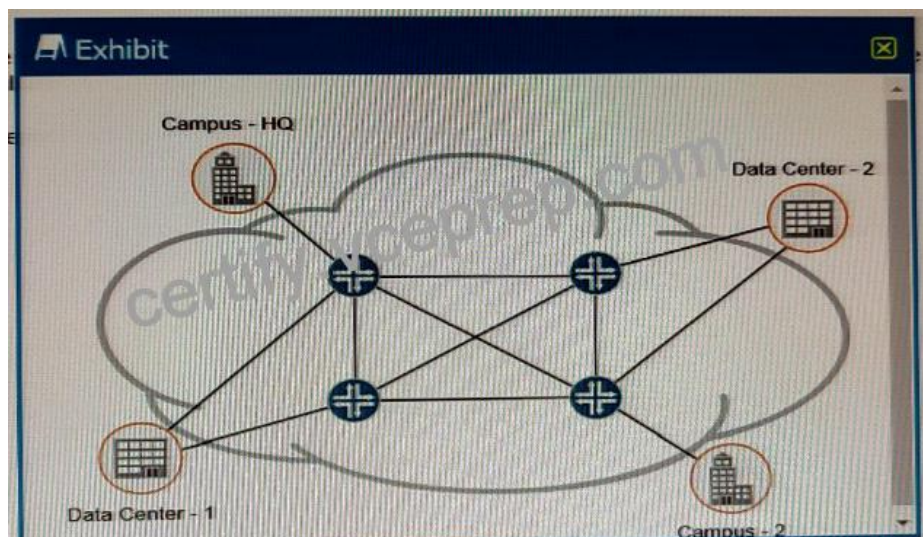 Exhibit
Campus - HQ
Data Center - 2
certify.vceprep.com
Data Center - 1
Campus - 2